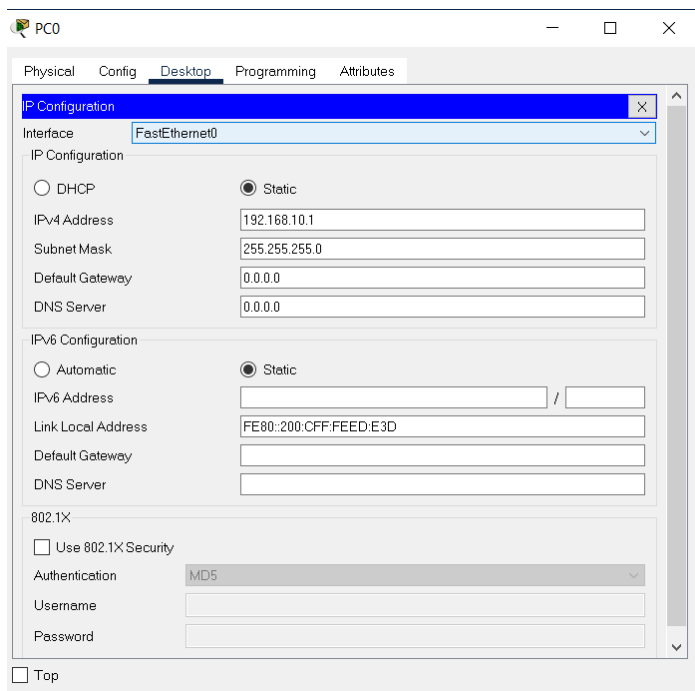 PC0
Physical Config Desktop Programming Attributes
IP Configuration X
Interface FastEthernet0
IP Configuration
DHCP Static
IPv4 Address 192.168.10.1
Subnet Mask 255.255.255.0
Default Gateway 0.0.0.0
DNS Server 0.0.0.0
IPv6 Configuration
Automatic Static
IPv6 Address /
Link Local Address FE80::200:CFF:FEED:E3D
Default Gateway
DNS Server
802.1X
Use 802.1X Security
Authentication MD5
Username
Password
Top